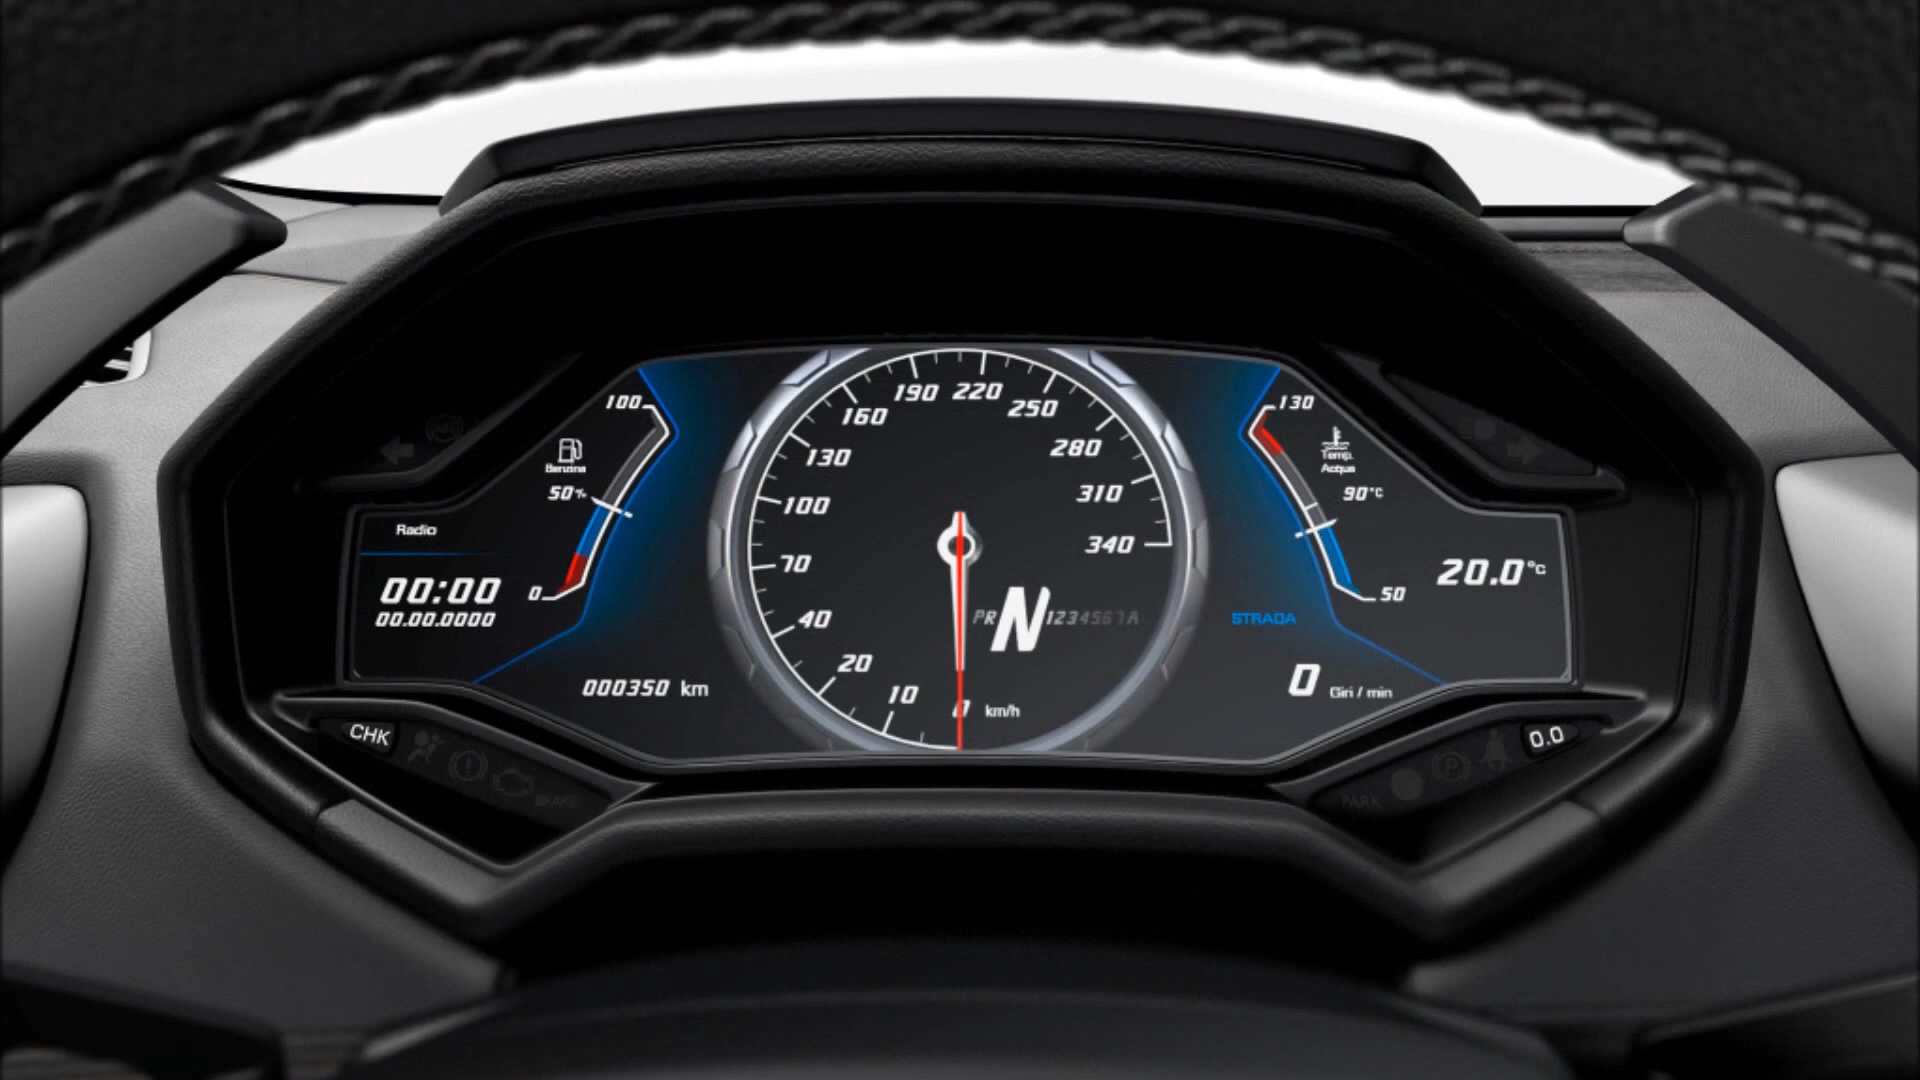 190 220
160 250
100 130
130 280
Benzina
Temp.
Acqua
50%
310 90°C
100
Radio
70
340
00:00
20.0°C
0
50
00.00.0000
40
PRN1234567A
STRADA
20
000350 km
10
0 km/h
0 Giri / min
CHK
0.0
BRAKE
PARK
ABS
P